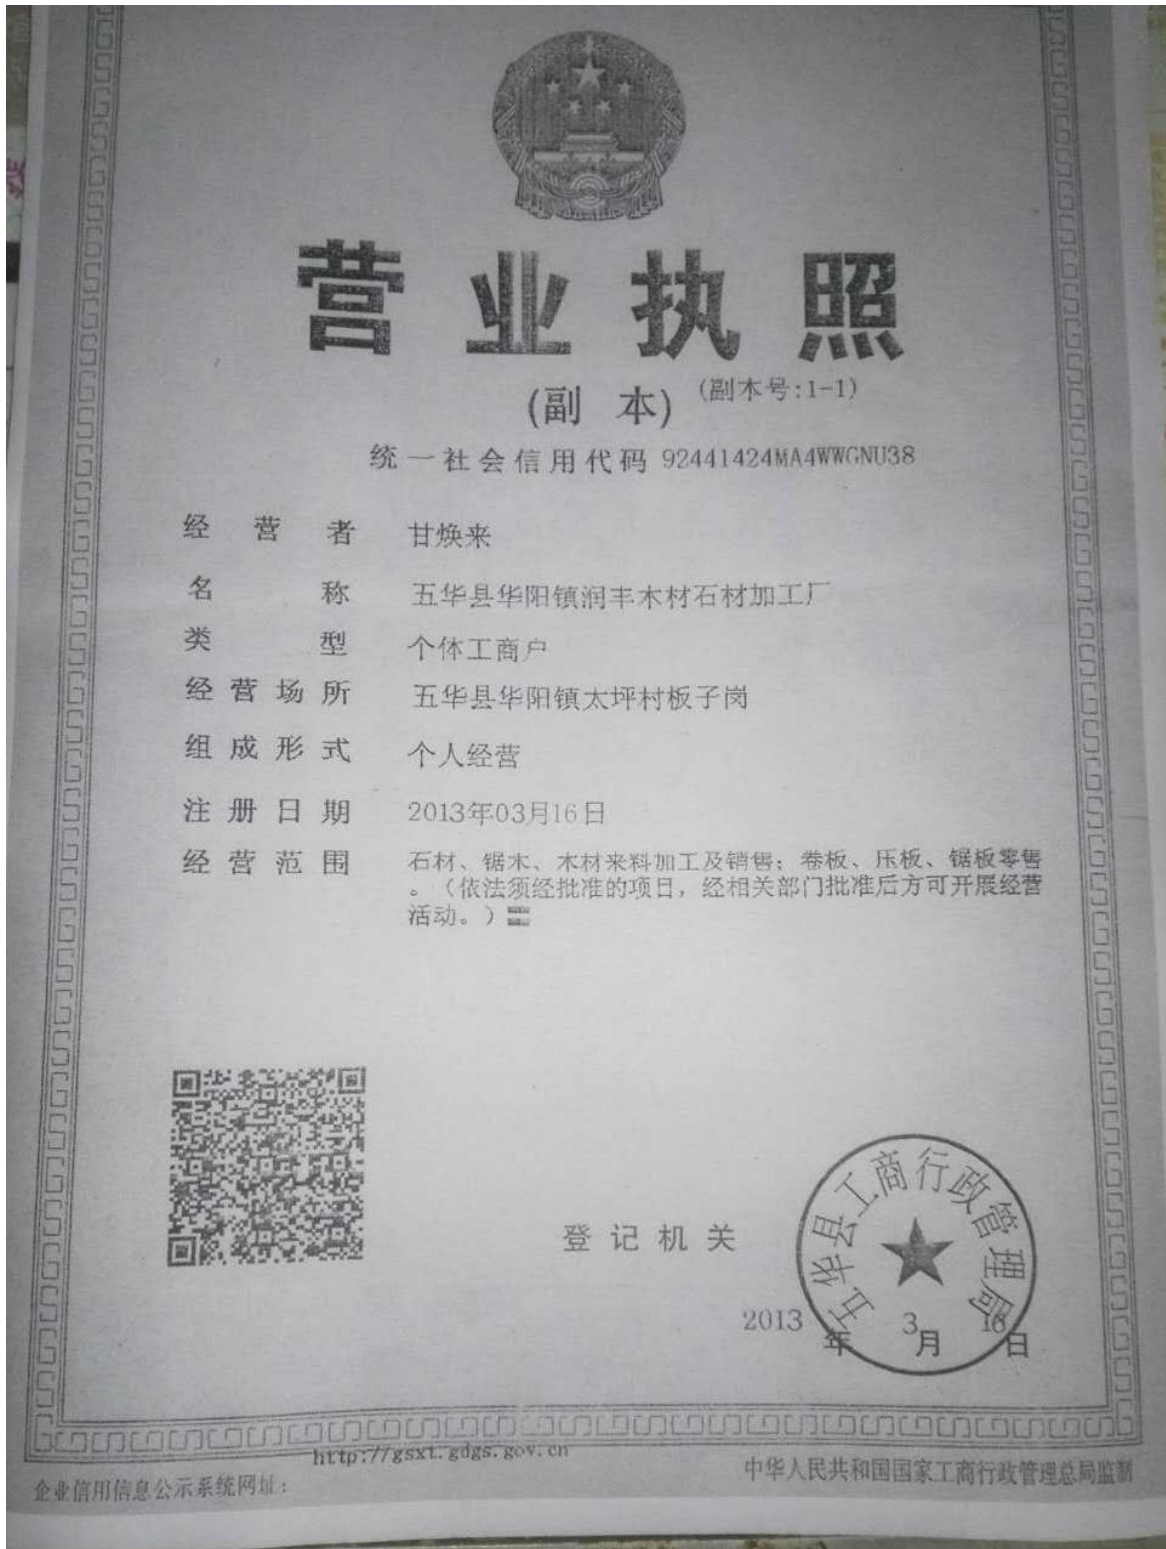 营业执照
(副 本) (副本号:1-1)
统一社会信用代码 92441424MA4WWGNU38
经营者 甘焕来
名称 五华县华阳镇润丰木材石材加工厂
类型 个体工商户
经营场所 五华县华阳镇太坪村板子岗
组成形式 个人经营
注册日期 2013年03月16日
经营范围 石材、锯木、木材来料加工及销售；卷板、压板、锯板零售
。（依法须经批准的项目，经相关部门批准后方可开展经营
活动。）
五华县工商行政管理局
登记机关
2013年3月18日
http://gsxt.gdgs.gov.cn
企业信用信息公示系统网址：
中华人民共和国国家工商行政管理总局监制